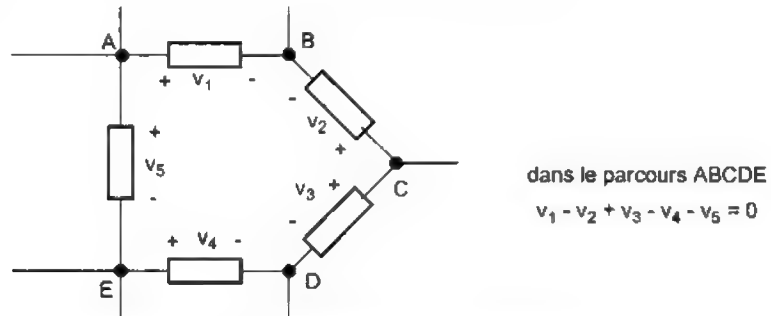 A
B
+ v₁ -
-
v₂
+
+
v₅
-
+
v₃
-
C
+ v₄ -
E
D
dans le parcours ABCDE
v₁ - v₂ + v₃ - v₄ - v₅ = 0